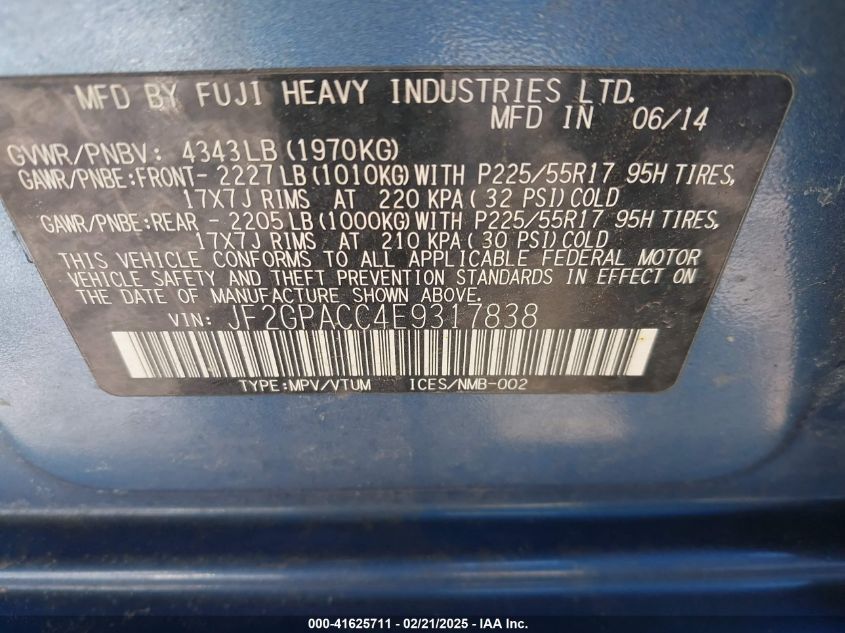 MFD BY FUJI HEAVY INDUSTRIES LTD.
MFD IN 06/14
GVWR/PNBV: 4343LB (1970KG)
GAWR/PNBE:FRONT- 2227LB(1010KG)WITH P225/55R17 95H TIRES,
17X7J RIMS AT 220 KPA(32 PSI)COLD
GAWR/PNBE:REAR - 2205LB(1000KG)WITH P225/55R17 95H TIRES,
17X7J RIMS AT 210 KPA(30 PSI)COLD
THIS VEHICLE CONFORMS TO ALL APPLICABLE FEDERAL MOTOR
VEHICLE SAFETY AND THEFT PREVENTION STANDARDS IN EFFECT ON
THE DATE OF MANUFACTURE SHOWN ABOVE.
VIN: JF2GPACC4E9317838
TYPE:MPV/VTUM ICES/NMB-002
000-41625711 - 02/21/2025 - IAA Inc.